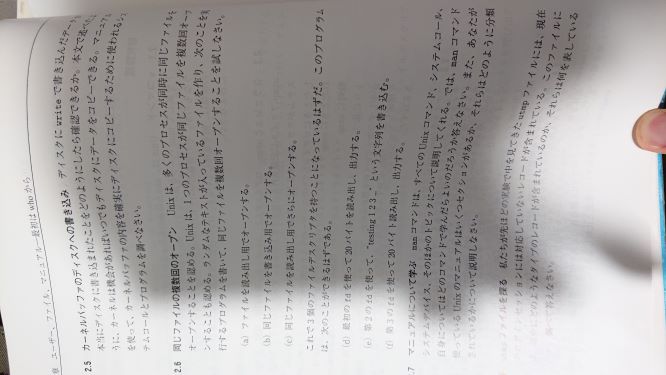 章 ユーザー、ファイル、マニュアル—最初は who から
2.5 カーネルバッファのディスクへの書き込み ディスクに write で書き込んだデータが
本当にディスクに書き込まれたことをどのようにしたら確認できるか。本文で述べたよ
うに、カーネルは機会があればいつでもディスクにデータをコピーできる。マニュアル
を使って、カーネルバッファの内容を確実にディスクにコピーするために使われるシス
テムコールとプログラムを調べなさい。
2.6 同じファイルの複数回のオープン Unix は、多くのプロセスが同時に同じファイルを
オープンすることを認める。Unix は、1つのプロセスが同じファイルを複数回オープ
ンすることも認める。ランダムなテキストが入っているファイルを作り、次のことを実
行するプログラムを書いて、同じファイルを複数回オープンすることを試しなさい。
(a) ファイルを読み出し用でオープンする。
(b) 同じファイルを書き込み用でオープンする。
(c) 同じファイルを読み出し用でさらにオープンする。
これで3個のファイルデスクリプタを持つことになっているはずだ。このプログラム
は、次のことができるはずである。
(d) 最初の fd を使って 20 バイトを読み出し、出力する。
(e) 第2の fd を使って、"testing 1 2 3 _" という文字列を書き込む。
(f) 第3の fd を使って 20 バイト読み出し、出力する。
.7 マニュアルについて学ぶ man コマンドは、すべての Unix コマンド、システムコール、
システムデバイス、そのほかのトピックについて説明してくれる。では、man コマンド
自身についてはどのコマンドで学んだらよいのだろうか答えなさい。また、あなたが
使っている Unix のマニュアルはいくつセクションがあるか、それらはどのように分類
されているかについて説明しなさい。
utmp ファイルを探る 私たちが先ほどの実験で中を見てきた utmp ファイルには、現在
ログインセッションには対応していないレコードが含まれている。このファイルに
どのようなタイプのレコードが含まれているのか、それらは何を表している
調べて答えなさい。